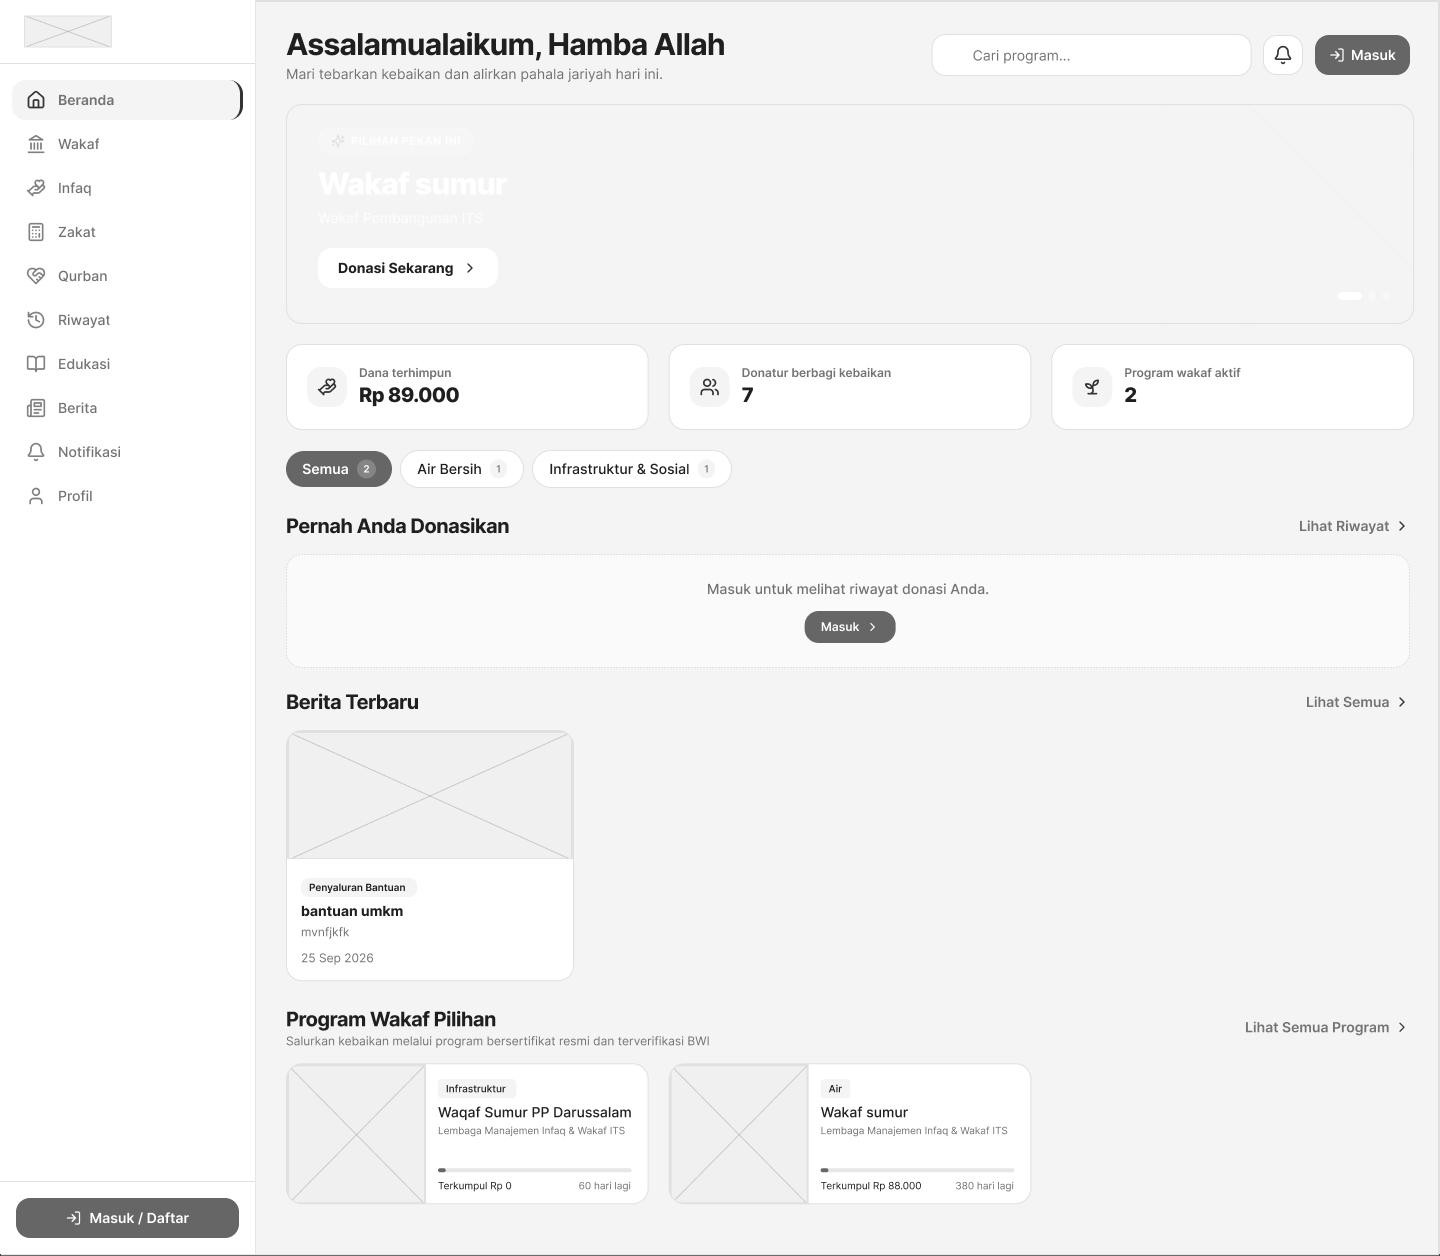 Beranda
Wakaf
Infaq
Zakat
Qurban
Riwayat
Edukasi
Berita
Notifikasi
Profil
Masuk / Daftar
Assalamualaikum, Hamba Allah
Mari tebarkan kebaikan dan alirkan pahala jariyah hari ini.
Cari program...
Masuk
PILIHAN PEKAN INI
Wakaf sumur
Wakaf Pembangunan ITS
Donasi Sekarang
Dana terhimpun
Rp 89.000
Donatur berbagi kebaikan
7
Program wakaf aktif
2
Semua 2
Air Bersih 1
Infrastruktur & Sosial 1
Pernah Anda Donasikan
Lihat Riwayat
Masuk untuk melihat riwayat donasi Anda.
Masuk
Berita Terbaru
Lihat Semua
Penyaluran Bantuan
bantuan umkm
mvnfjkfk
25 Sep 2026
Program Wakaf Pilihan
Salurkan kebaikan melalui program bersertifikat resmi dan terverifikasi BWI
Lihat Semua Program
Infrastruktur
Waqaf Sumur PP Darussalam
Lembaga Manajemen Infaq & Wakaf ITS
Terkumpul Rp 0
60 hari lagi
Air
Wakaf sumur
Lembaga Manajemen Infaq & Wakaf ITS
Terkumpul Rp 88.000
380 hari lagi